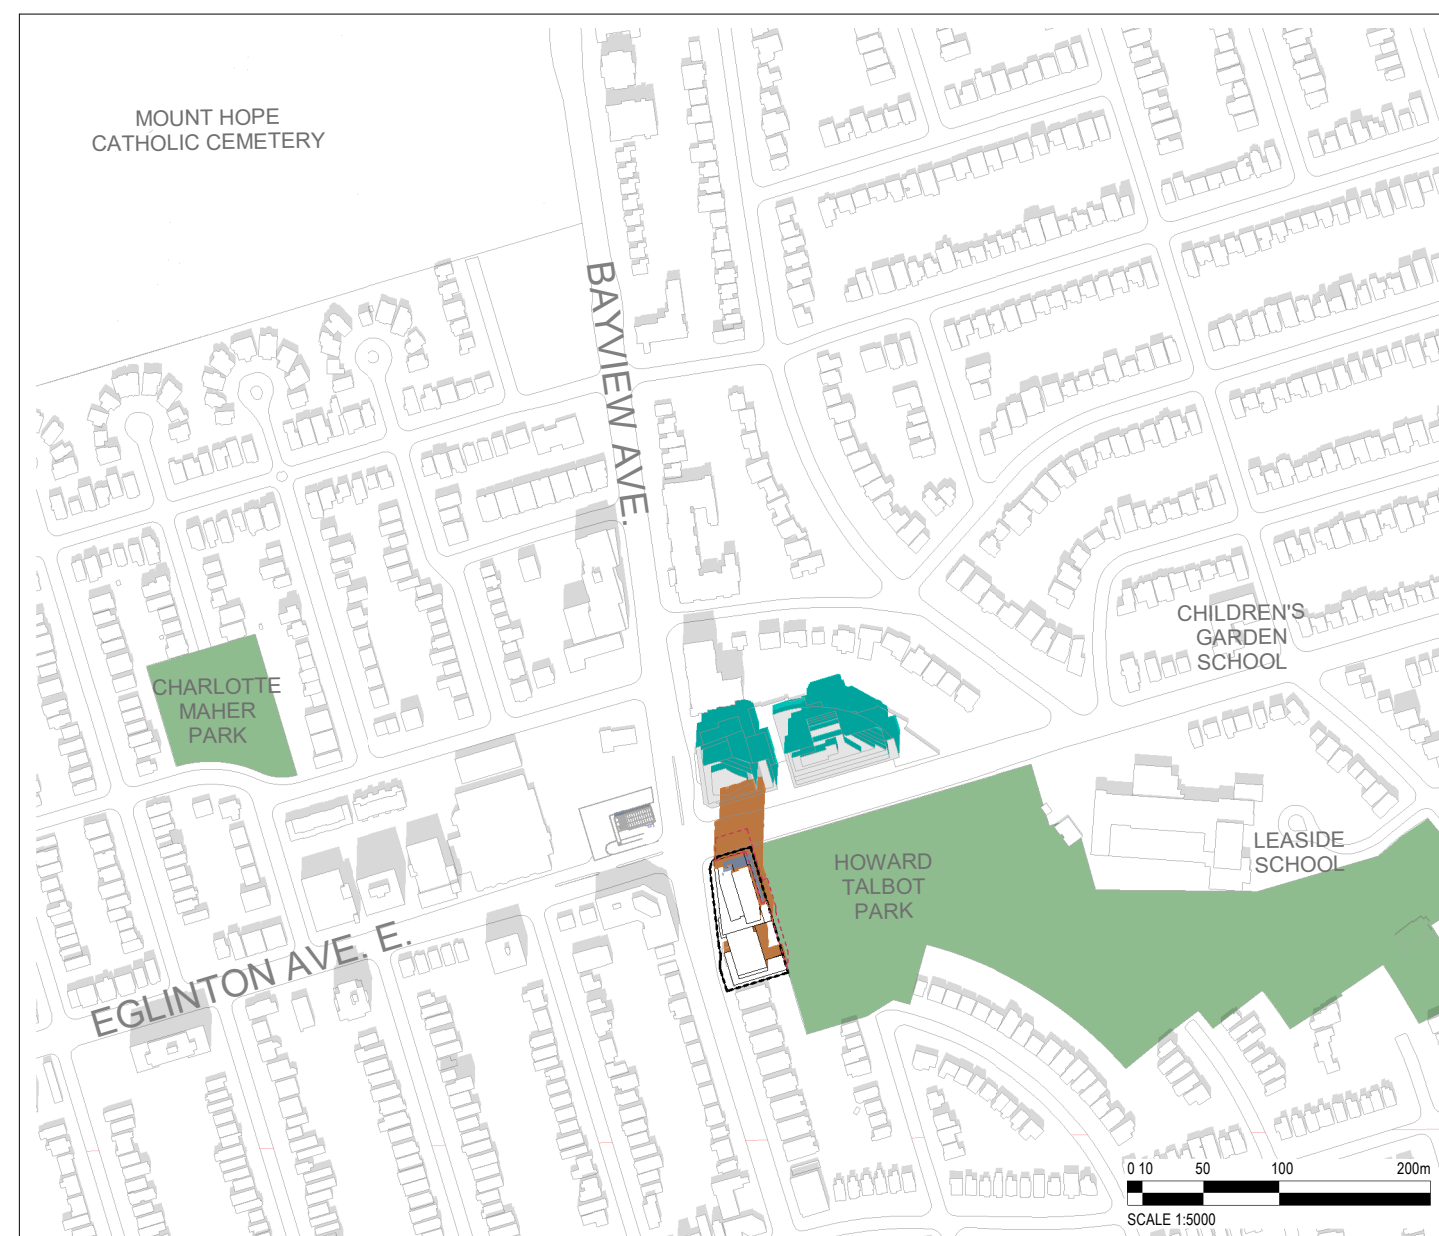 MOUNT HOPE
CATHOLIC CEMETERY
BAYVIEW AVE.
CHILDREN'S
GARDEN
SCHOOL
CHARLOTTE
MAHER
PARK
HOWARD
TALBOT
PARK
LEASIDE
SCHOOL
EGLINTON AVE. E.
0 10 50 100 200m
SCALE 1:5000